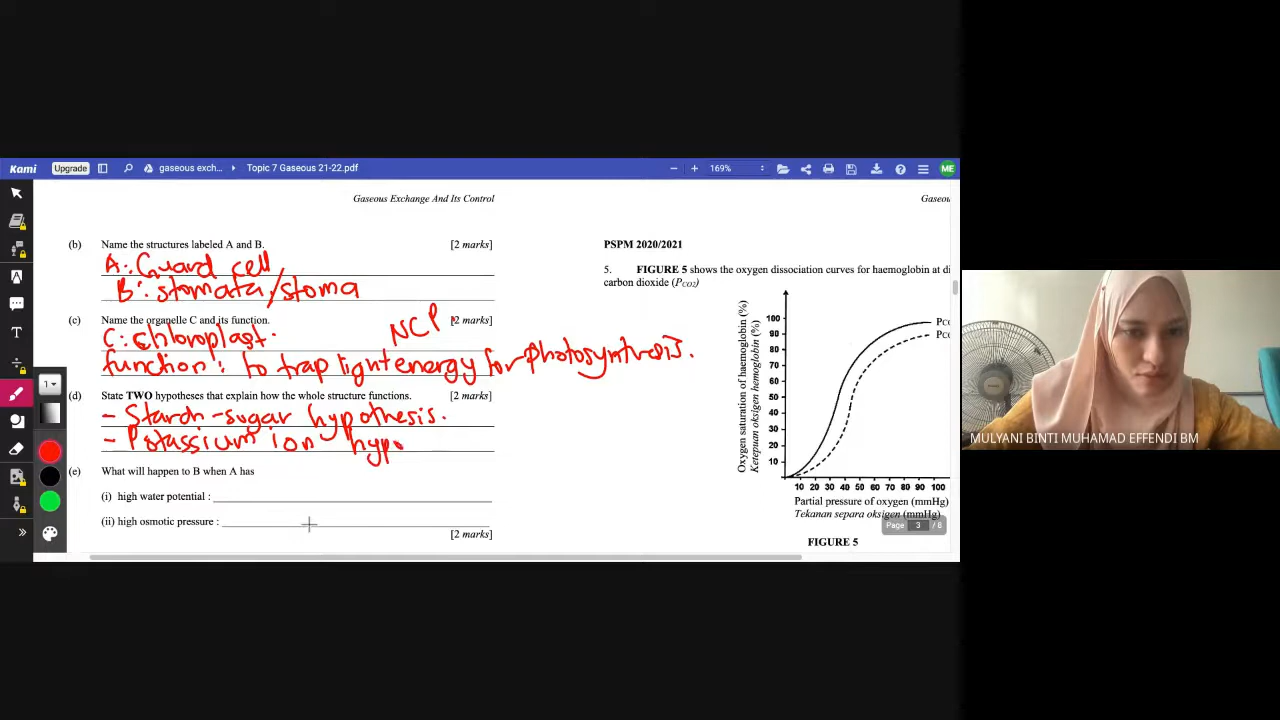 Kami
Upgrade
gaseous exch...
Topic 7 Gaseous 21-22.pdf
169%
ME
Gaseous Exchange And Its Control
(b) Name the structures labeled A and B. [2 marks]
A: Guard cell
B: stomata/stoma
(c) Name the organelle C and its function. [2 marks]
C: chloroplast.
NCP
function: to trap light energy for photosynthesis.
(d) State TWO hypotheses that explain how the whole structure functions. [2 marks]
- Starch-sugar hypothesis.
- Potassium ion hypo
(e) What will happen to B when A has
(i) high water potential :
(ii) high osmotic pressure :
[2 marks]
1
Gaseou
PSPM 2020/2021
5. FIGURE 5 shows the oxygen dissociation curves for haemoglobin at di
carbon dioxide (PCO2)
Oxygen saturation of haemoglobin (%)
Ketepuan oksigen hemoglobin (%)
100
90
80
70
60
50
40
30
20
10
PCO
PCO
10 20 30 40 50 60 70 80 90 100
Partial pressure of oxygen (mmHg)
Tekanan separa oksigen (mmHg)
Page 3 / 8
FIGURE 5
MULYANI BINTI MUHAMAD EFFENDI BM